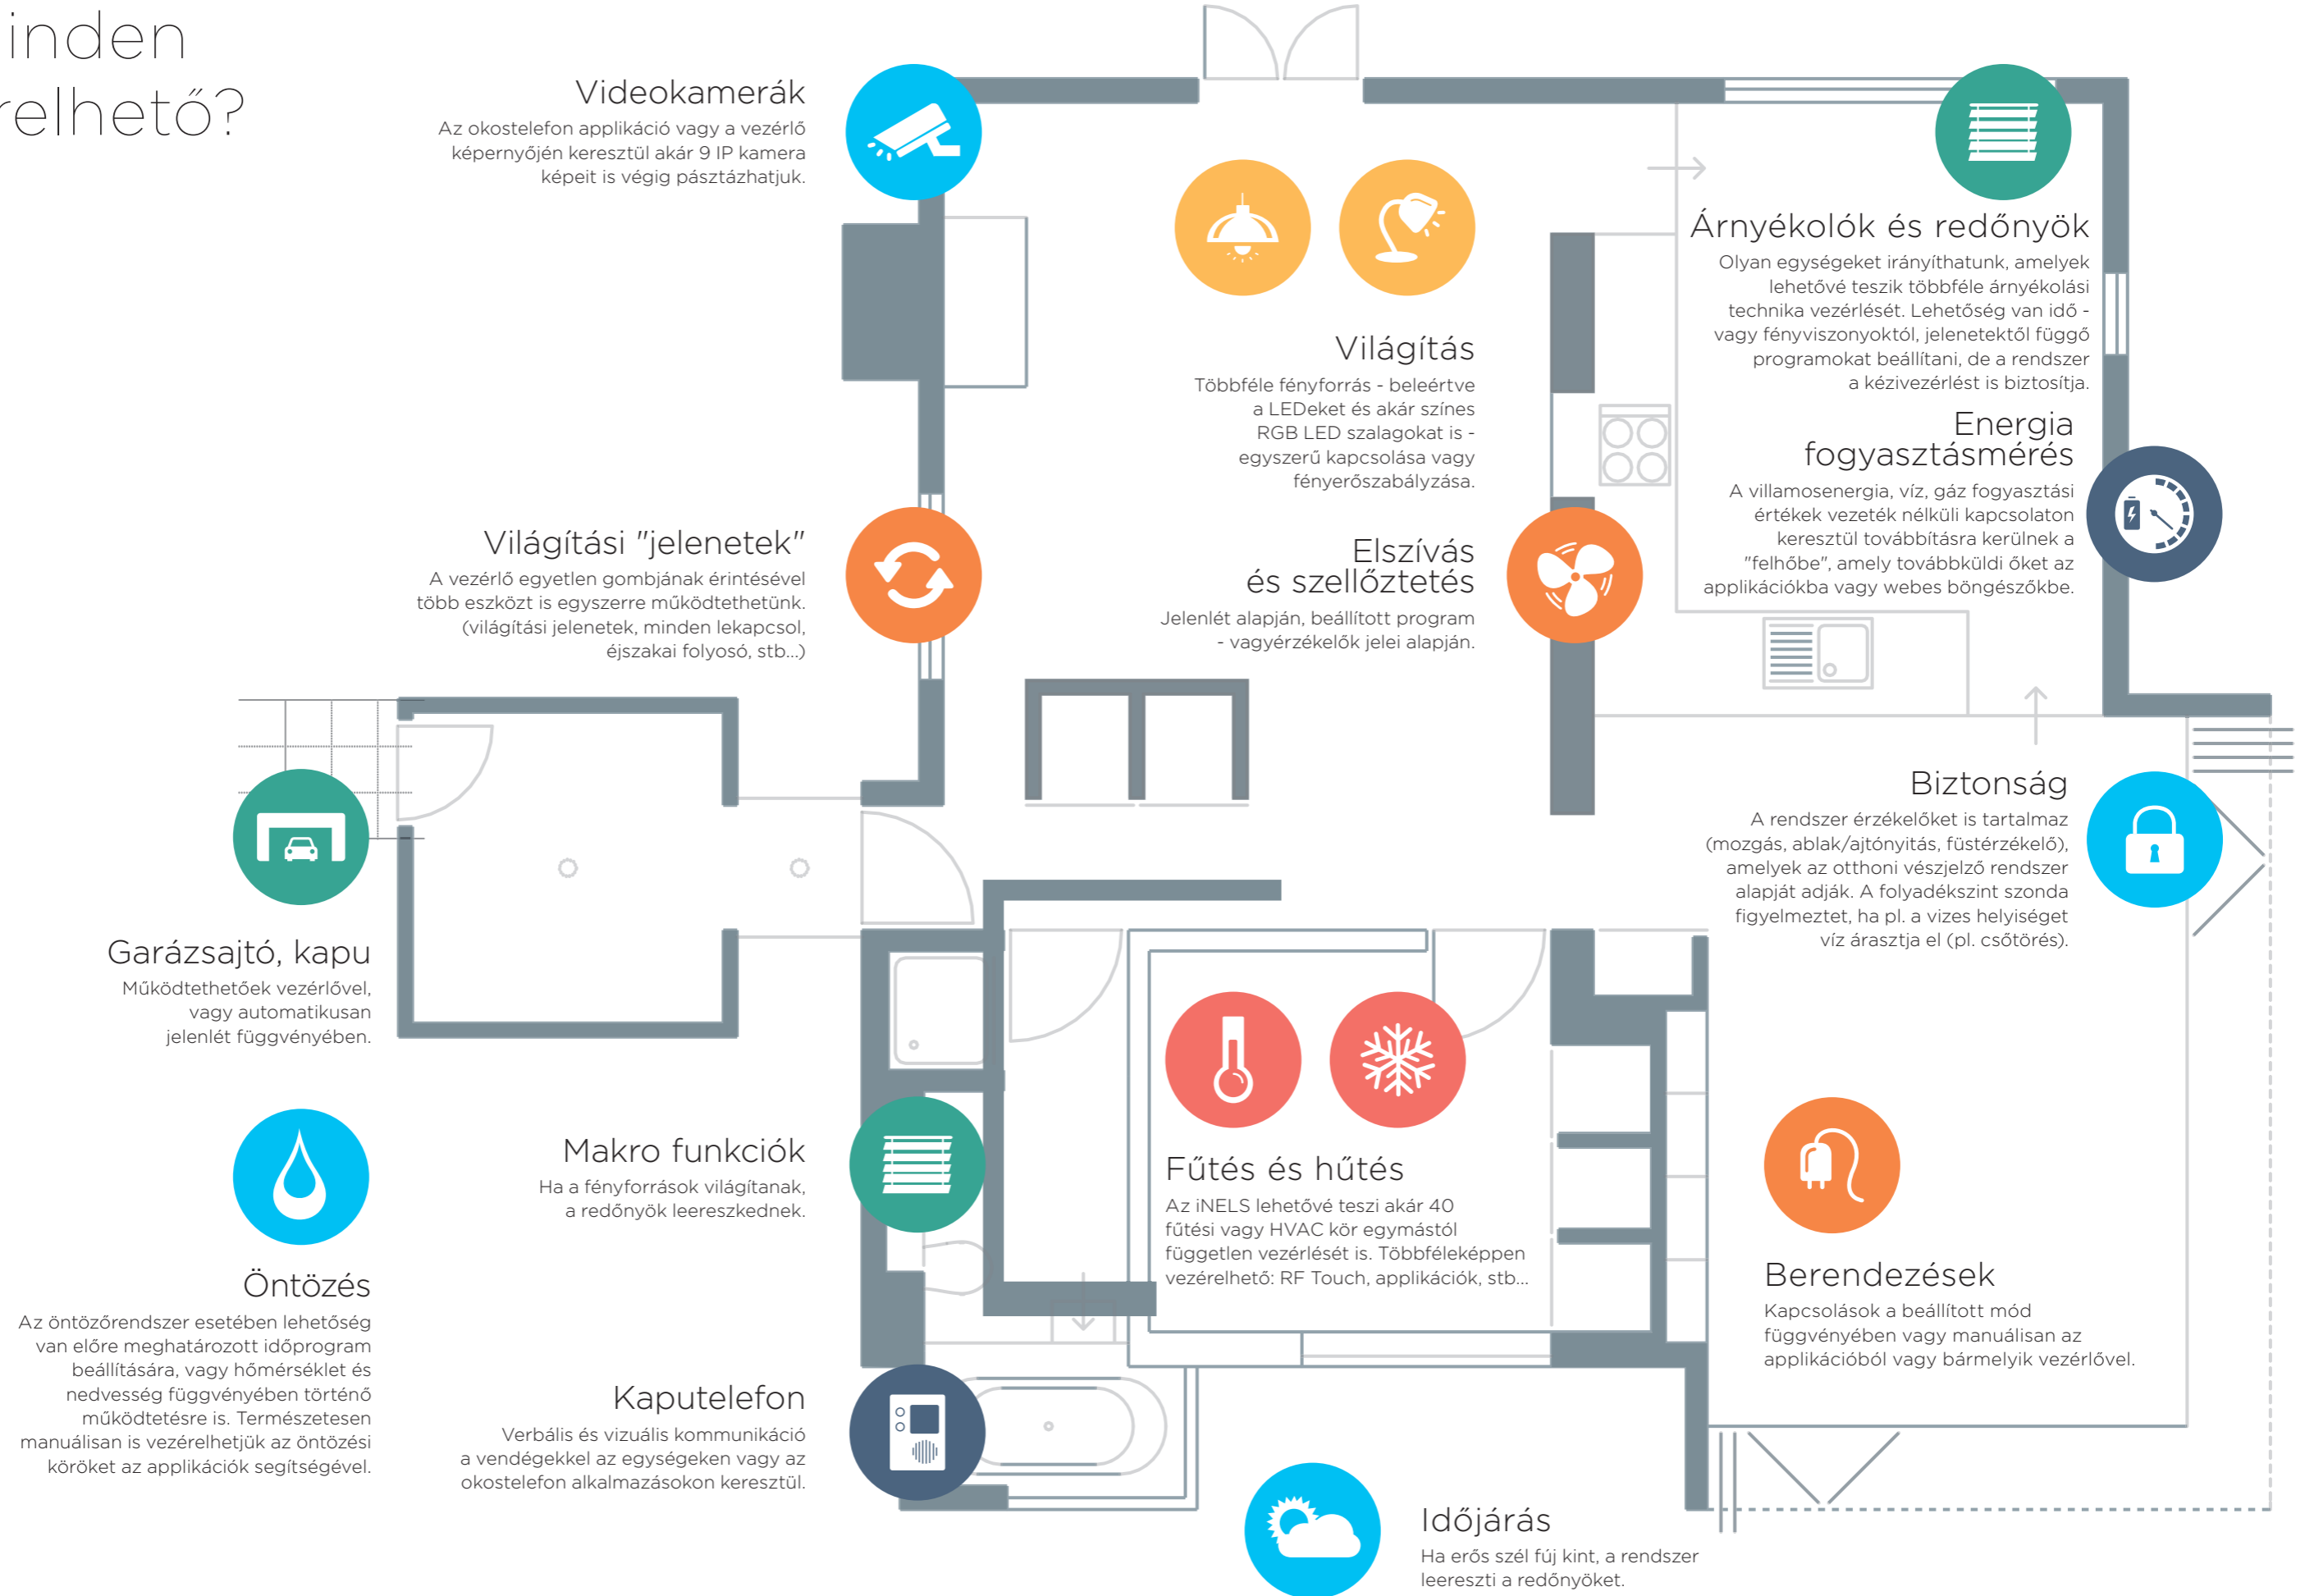 inden
relhető?
Videokamerák
Az okostelefon applikáció vagy a vezérlő
képernyőjén keresztül akár 9 IP kamera
képeit is végig pásztázhatjuk.
Árnyékolók és redőnyök
Olyan egységeket irányíthatunk, amelyek
lehetővé teszik többféle árnyékolási
technika vezérlését. Lehetőség van idő -
vagy fényviszonyoktól, jelenetektől függő
programokat beállítani, de a rendszer
a kézivezérlést is biztosítja.
Világítás
Többféle fényforrás - beleértve
a LEDeket és akár színes
RGB LED szalagokat is -
egyszerű kapcsolása vagy
fényerőszabályzása.
Energia
fogyasztásmérés
A villamosenergia, víz, gáz fogyasztási
értékek vezeték nélküli kapcsolaton
keresztül továbbításra kerülnek a
"felhőbe", amely továbbküldi őket az
applikációkba vagy webes böngészőkbe.
Világítási "jelenetek"
A vezérlő egyetlen gombjának érintésével
több eszközt is egyszerre működtethetünk.
(világítási jelenetek, minden lekapcsol,
éjszakai folyosó, stb...)
Elszívás
és szellőztetés
Jelenlét alapján, beállított program
- vagyérzékelők jelei alapján.
Biztonság
A rendszer érzékelőket is tartalmaz
(mozgás, ablak/ajtónyitás, füstérzékelő),
amelyek az otthoni vészjelző rendszer
alapját adják. A folyadékszint szonda
figyelmeztet, ha pl. a vizes helyiséget
víz árasztja el (pl. csőtörés).
Garázsajtó, kapu
Működtethetőek vezérlővel,
vagy automatikusan
jelenlét függvényében.
Makro funkciók
Ha a fényforrások világítanak,
a redőnyök leereszkednek.
Fűtés és hűtés
Az iNELS lehetővé teszi akár 40
fűtési vagy HVAC kör egymástól
független vezérlését is. Többféleképpen
vezérelhető: RF Touch, applikációk, stb...
Berendezések
Kapcsolások a beállított mód
függvényében vagy manuálisan az
applikációból vagy bármelyik vezérlővel.
Öntözés
Az öntözőrendszer esetében lehetőség
van előre meghatározott időprogram
beállítására, vagy hőmérséklet és
nedvesség függvényében történő
működtetésre is. Természetesen
manuálisan is vezérelhetjük az öntözési
köröket az applikációk segítségével.
Kaputelefon
Verbális és vizuális kommunikáció
a vendégekkel az egységeken vagy az
okostelefon alkalmazásokon keresztül.
Időjárás
Ha erős szél fúj kint, a rendszer
leereszti a redőnyöket.